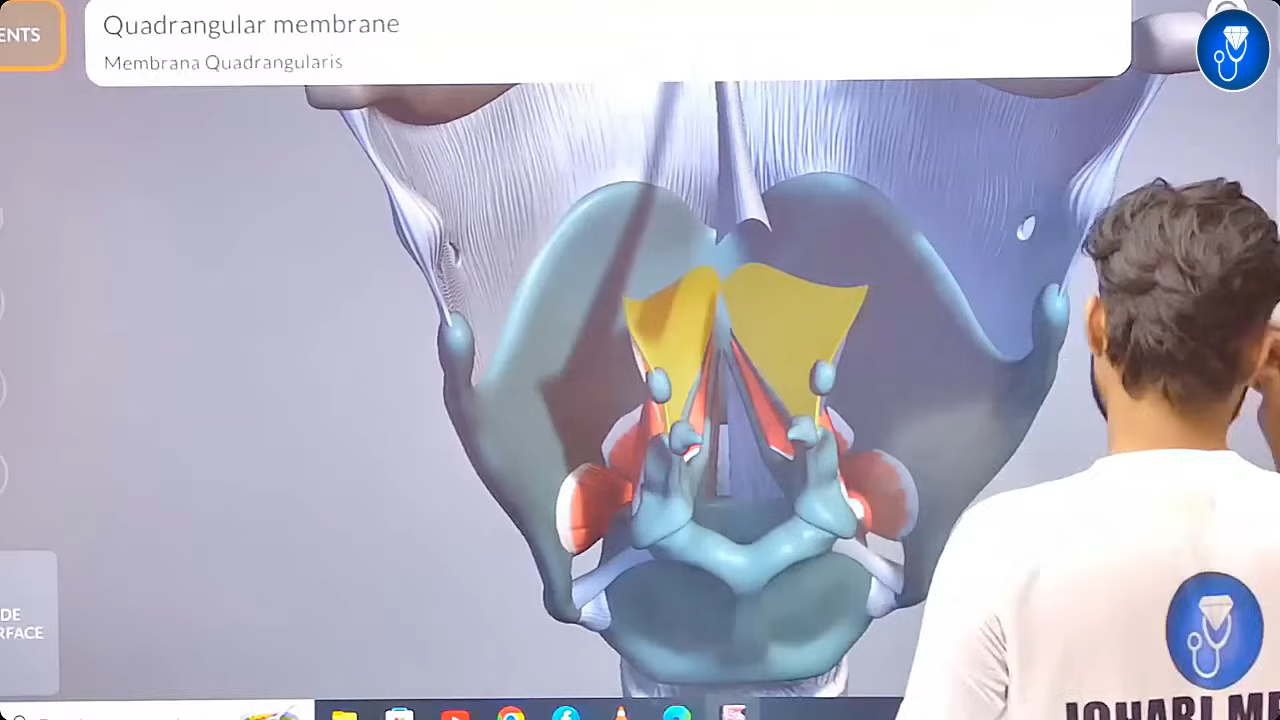 ENTS
Quadrangular membrane
Membrana Quadrangularis
DE
RFACE
JOHARI ME